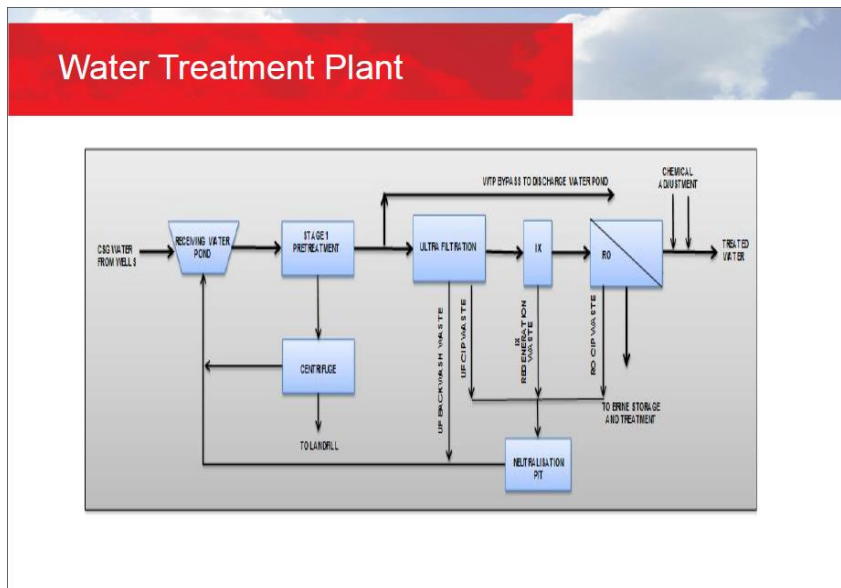 Water Treatment Plant
WTP BYPASS TO DISCHARGE WATER POND
CHEMICAL
ADJUSTMENT
CSG WATER
FROM WELLS
RECEIVING WATER
POND
STAGE 1
PRETREATMENT
ULTRA FILTRATION
IX
RO
TREATED
WATER
CENTRIFUGE
UF BACKWASH WASTE
UF CIP WASTE
IX
REGENERATION
WASTE
RO CIP WASTE
TO BRINE STORAGE
AND TREATMENT
TO LANDFILL
NEUTRALISATION
PIT